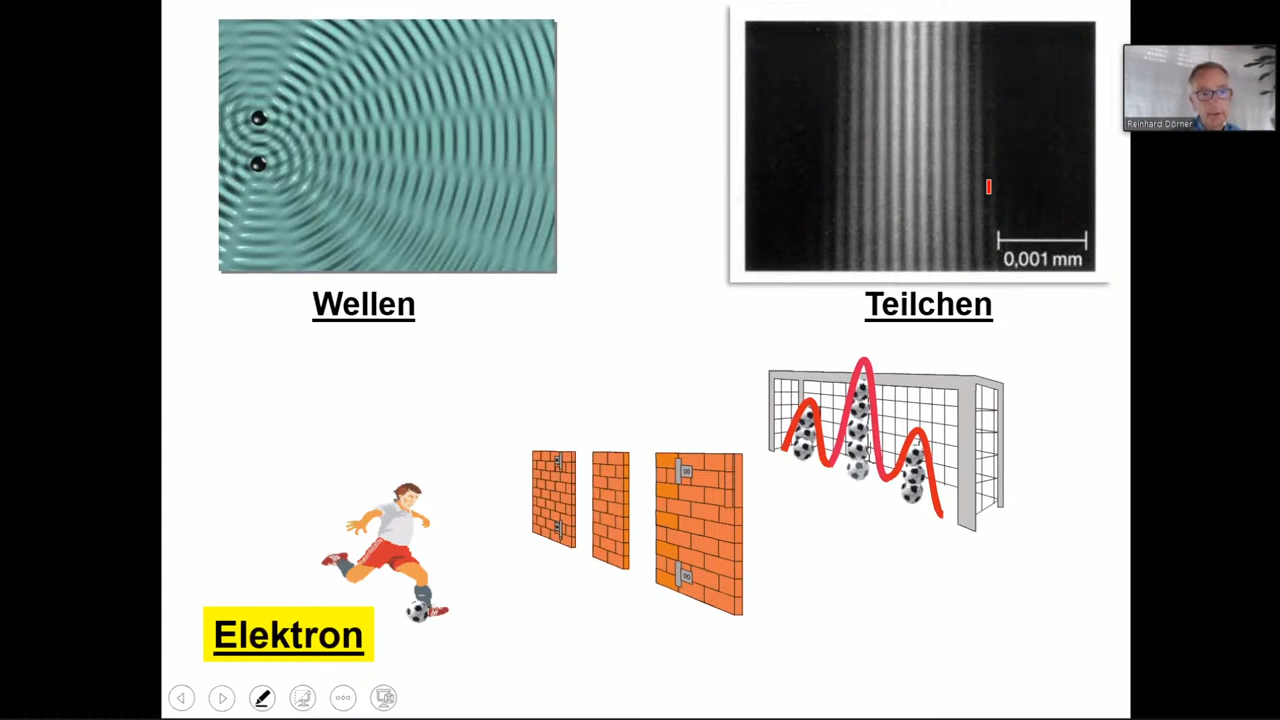 Reinhard Dörner
0,001 mm
Wellen
Teilchen
Elektron